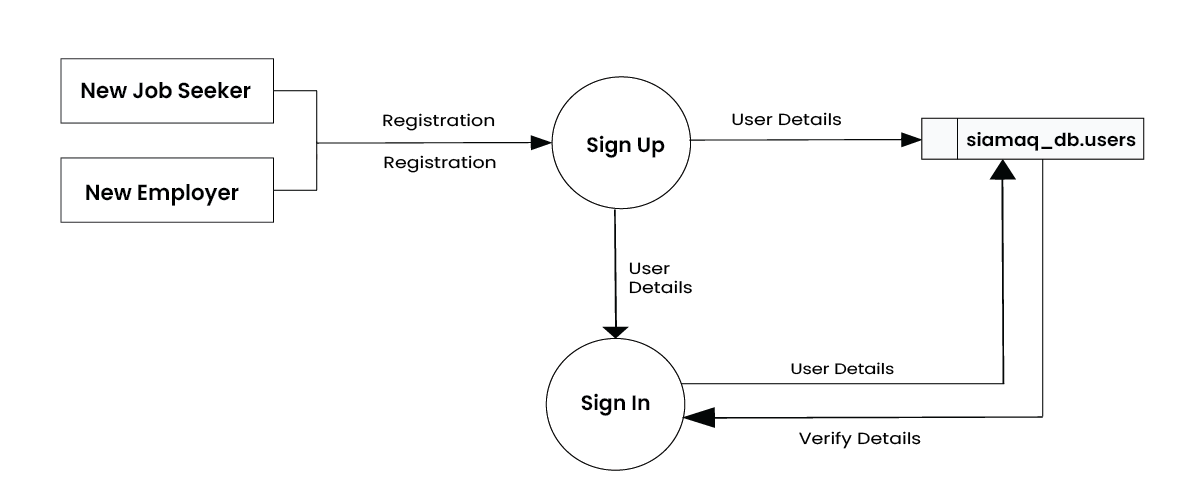 New Job Seeker
New Employer
Registration
Registration
Sign Up
User Details
siamaq_db.users
User
Details
Sign In
User Details
Verify Details